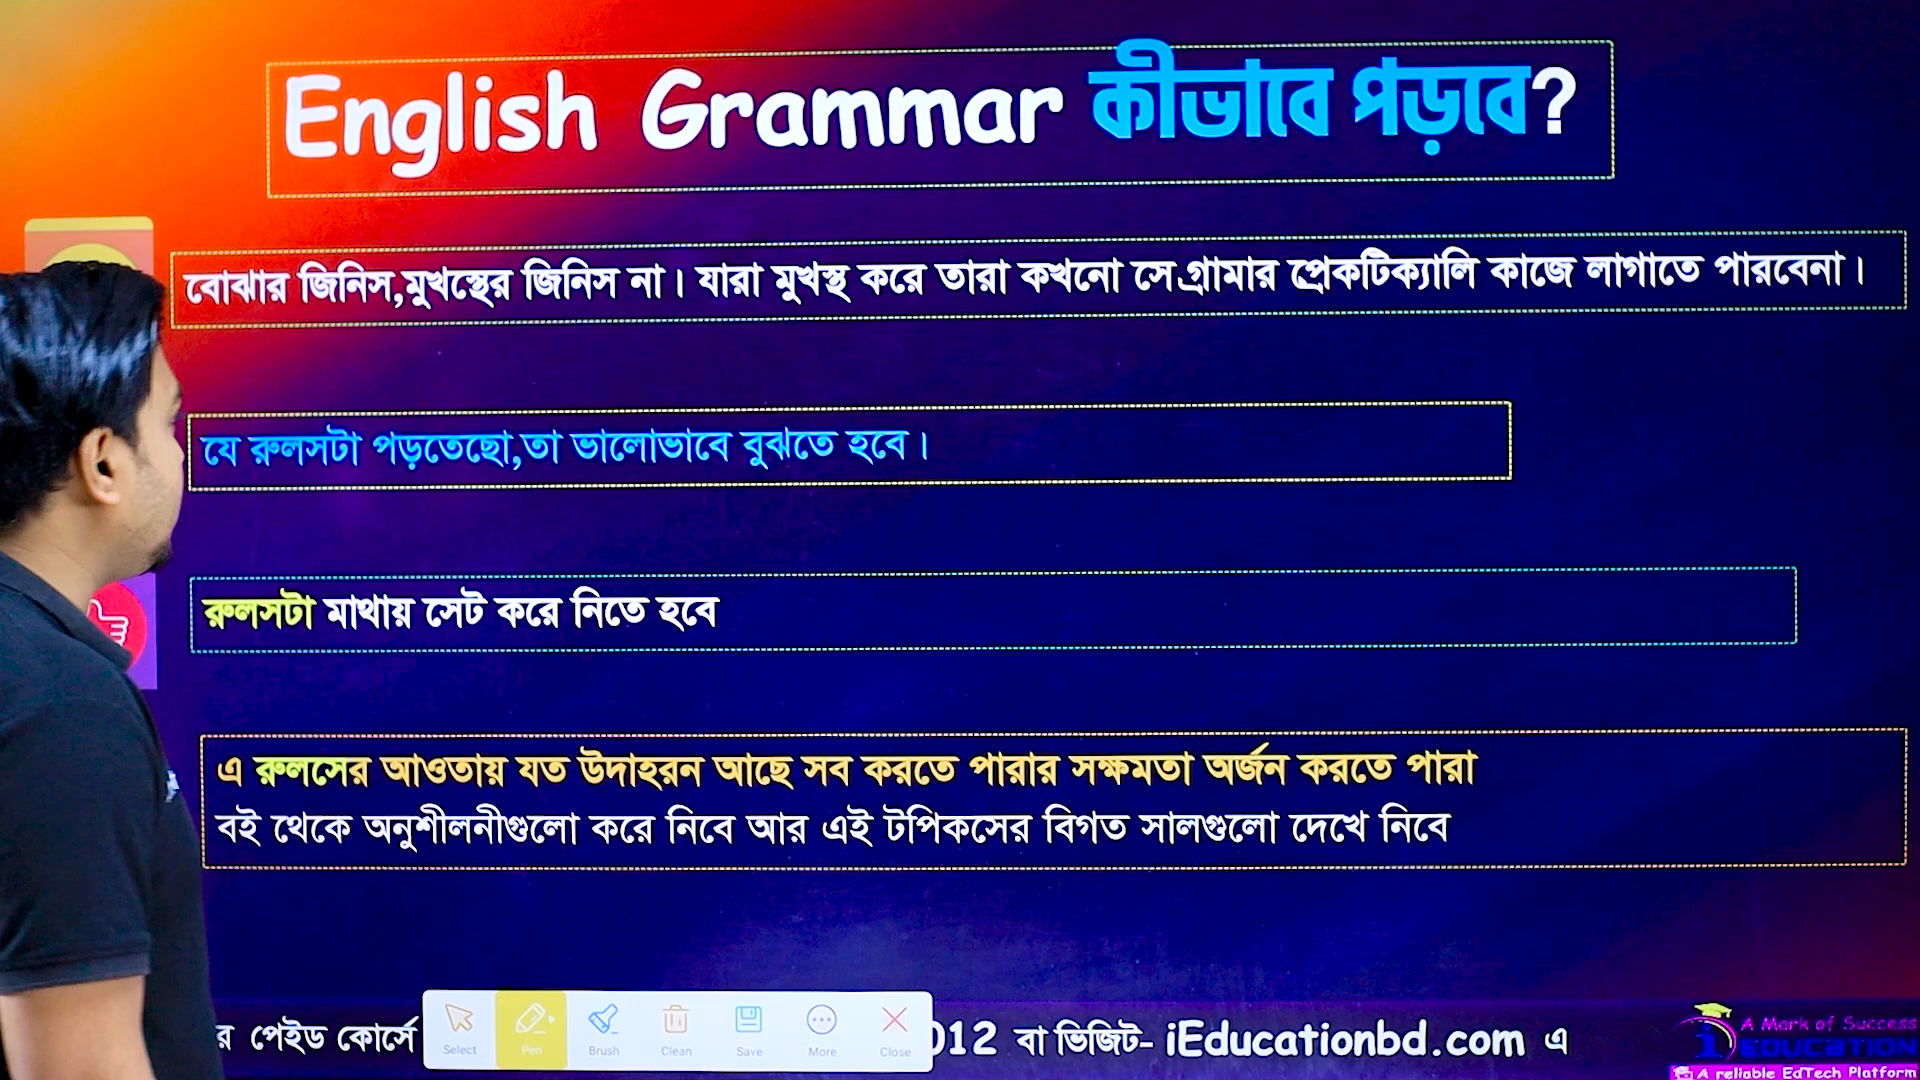 English Grammar কীভাবে পড়বে?
বোঝার জিনিস,মুখস্থের জিনিস না। যারা মুখস্থ করে তারা কখনো সে গ্রামার প্রেকটিক্যালি কাজে লাগাতে পারবেনা।
যে রুলসটা পড়তেছো,তা ভালোভাবে বুঝতে হবে।
রুলসটা মাথায় সেট করে নিতে হবে
এ রুলসের আওতায় যত উদাহরন আছে সব করতে পারার সক্ষমতা অর্জন করতে পারা
বই থেকে অনুশীলনীগুলো করে নিবে আর এই টপিকসের বিগত সালগুলো দেখে নিবে
র পেইড কোর্সে 012 বা ভিজিট- iEducationbd.com এ
Select Pen Brush Clean Save More Close
A Mark of Success
EDUCATION
A reliable EdTech Platform